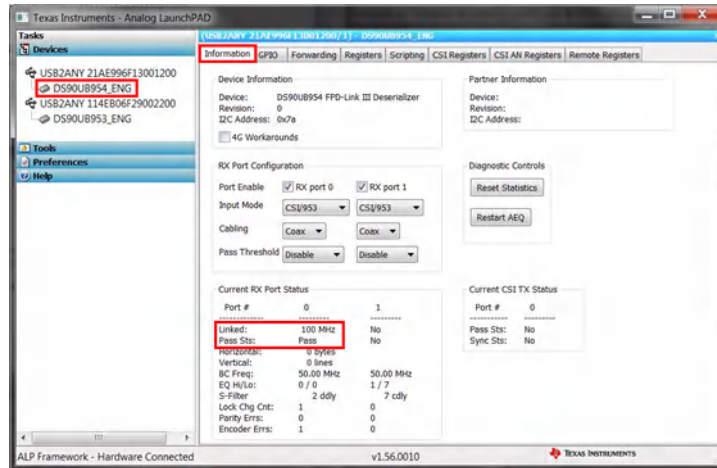 Texas Instruments - Analog LaunchPAD
Tasks
Devices
USB2ANY 21AE996F13001200
DS90UB954_ENG
USB2ANY 114EB06F29002200
DS90UB953_ENG
Tools
Preferences
Help
(USB2ANY 21AE996F13001200/1) - DS90UB954_ENG
Information GPIO Forwarding Registers Scripting CSI Registers CSI AN Registers Remote Registers
Device Information
Device: DS90UB954 FPD-Link III Deserializer
Revision: 0
I2C Address: 0x7a
4G Workarounds
Partner Information
Device:
Revision:
I2C Address:
RX Port Configuration
Port Enable RX port 0 RX port 1
Input Mode CSI/953 CSI/953
Cabling Coax Coax
Pass Threshold Disable Disable
Diagnostic Controls
Reset Statistics
Restart AEQ
Current RX Port Status
Port # 0 1
------------- --------- ---------
Linked: 100 MHz No
Pass Sts: Pass No
Horizontal: 0 bytes
Vertical: 0 lines
BC Freq: 50.00 MHz 50.00 MHz
EQ Hi/Lo: 0 / 0 1 / 7
S-Filter 2 ddly 7 cdly
Lock Chg Cnt: 1 0
Parity Errs: 0 0
Encoder Errs: 1 0
Current CSI TX Status
Port # 0
Pass Sts: No
Sync Sts: No
ALP Framework - Hardware Connected
v1.56.0010
TEXAS INSTRUMENTS